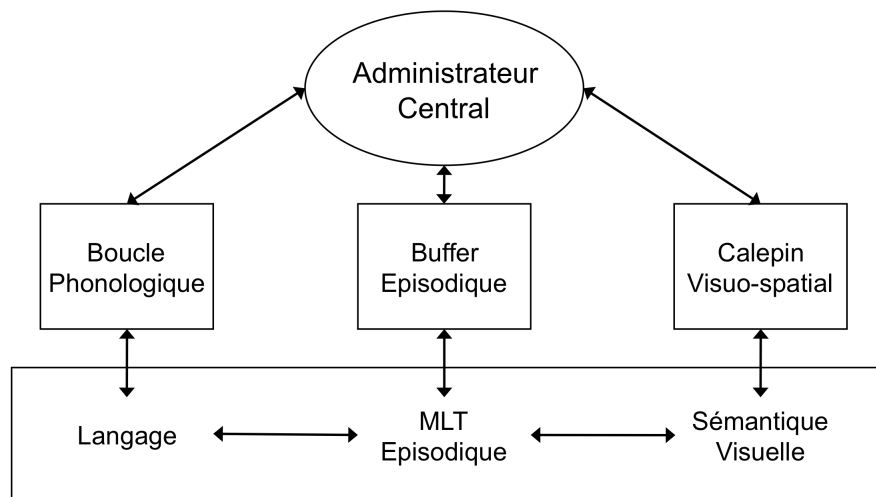 Administrateur
Central
Boucle
Phonologique
Buffer
Episodique
Calepin
Visuo-spatial
Langage
MLT
Episodique
Sémantique
Visuelle